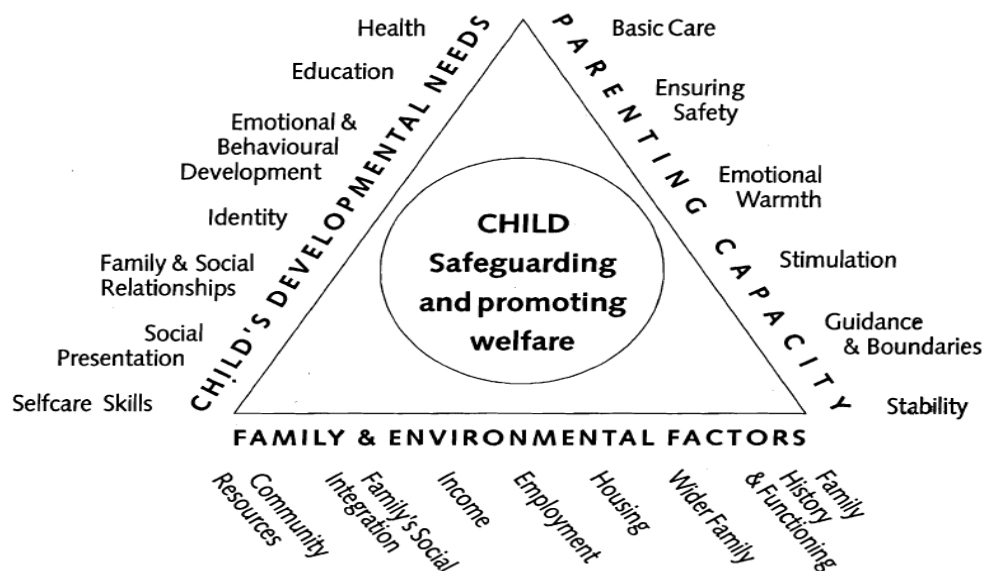 Health
Education
Emotional &
Behavioural
Development
Identity
Family & Social
Relationships
Social
Presentation
Selfcare Skills
CHILD'S DEVELOPMENTAL NEEDS
PARENTING CAPACITY
Basic Care
Ensuring
Safety
Emotional
Warmth
Stimulation
Guidance
& Boundaries
Stability
CHILD
Safeguarding
and promoting
welfare
FAMILY & ENVIRONMENTAL FACTORS
Community
Resources
Family's Social
Integration
Income
Employment
Housing
Wider Family
Family
History
& Functioning